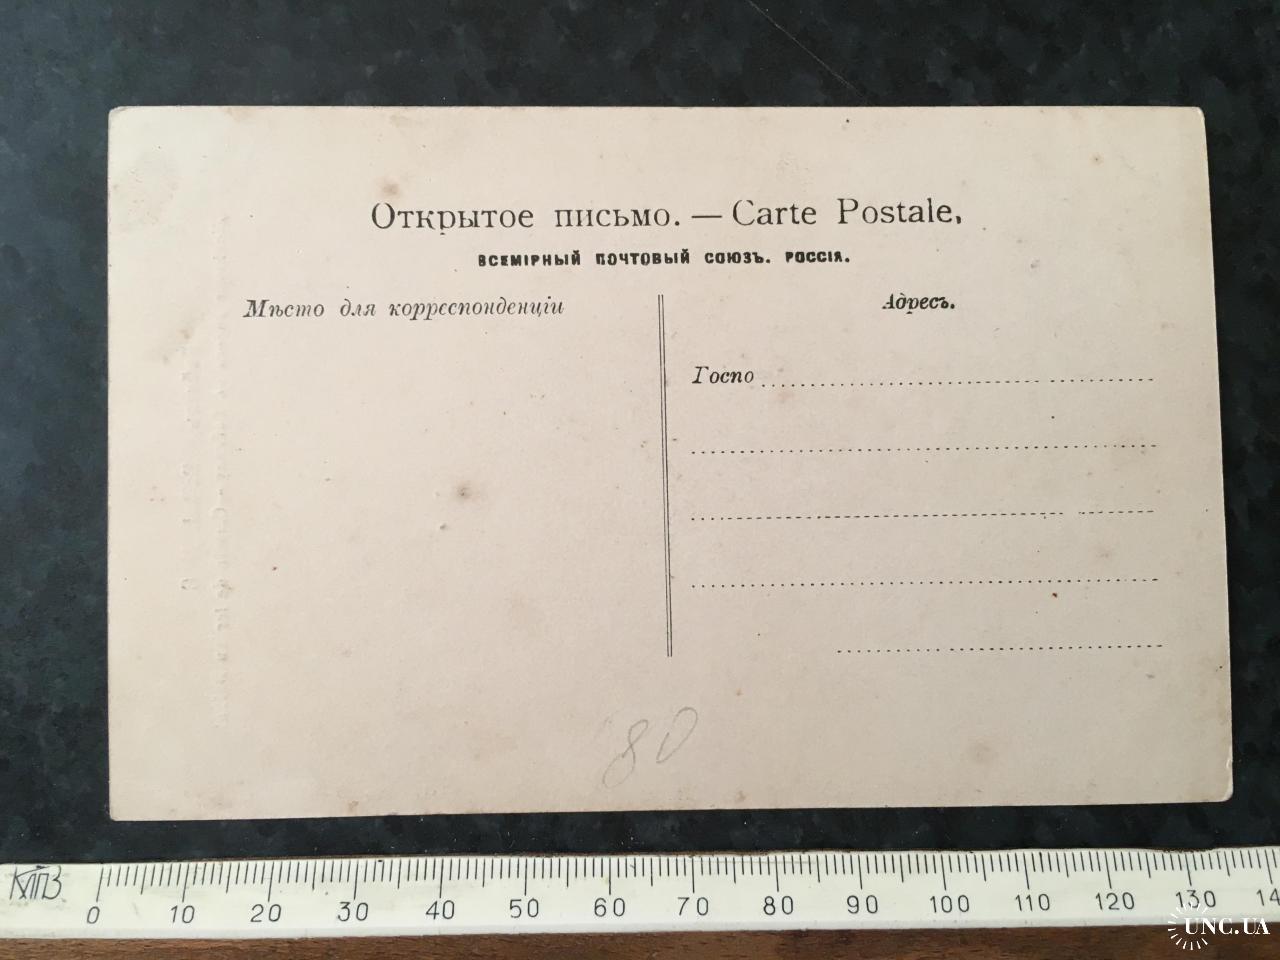 Открытое письмо. — Carte Postale,
ВСЕМІРНЫЙ ПОЧТОВЫЙ СОЮЗЪ. РОССІЯ.
Мѣсто для корреспонденціи
Адресъ.
Госпо
80
КПЗ
0 10 20 30 40 50 60 70 80 90 100 110 120 130 14
UNC.UA